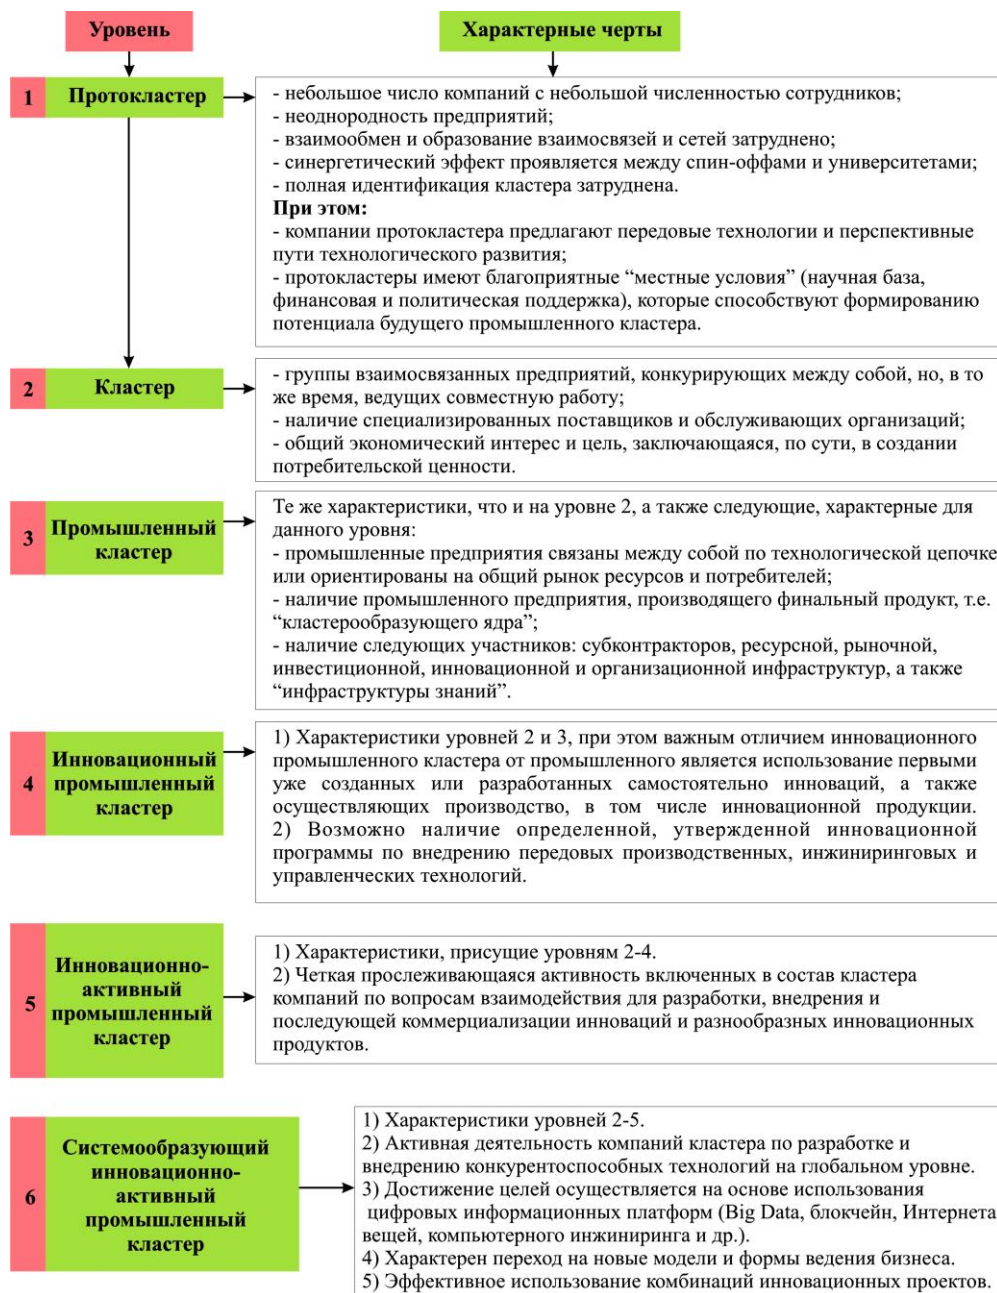 Уровень
Характерные черты
1
Протокластер
- небольшое число компаний с небольшой численностью сотрудников;
- неоднородность предприятий;
- взаимообмен и образование взаимосвязей и сетей затруднено;
- синергетический эффект проявляется между спин-оффами и университетами;
- полная идентификация кластера затруднена.
При этом:
- компании протокластера предлагают передовые технологии и перспективные
пути технологического развития;
- протокластеры имеют благоприятные “местные условия” (научная база,
финансовая и политическая поддержка), которые способствуют формированию
потенциала будущего промышленного кластера.
2
Кластер
- группы взаимосвязанных предприятий, конкурирующих между собой, но, в то
же время, ведущих совместную работу;
- наличие специализированных поставщиков и обслуживающих организаций;
- общий экономический интерес и цель, заключающаяся, по сути, в создании
потребительской ценности.
3
Промышленный
кластер
Те же характеристики, что и на уровне 2, а также следующие, характерные для
данного уровня:
- промышленные предприятия связаны между собой по технологической цепочке
или ориентированы на общий рынок ресурсов и потребителей;
- наличие промышленного предприятия, производящего финальный продукт, т.е.
“кластерообразующего ядра”;
- наличие следующих участников: субконтракторов, ресурсной, рыночной,
инвестиционной, инновационной и организационной инфраструктур, а также
“инфраструктуры знаний”.
4
Инновационный
промышленный
кластер
1) Характеристики уровней 2 и 3, при этом важным отличием инновационного
промышленного кластера от промышленного является использование первыми
уже созданных или разработанных самостоятельно инноваций, а также
осуществляющих производство, в том числе инновационной продукции.
2) Возможно наличие определенной, утвержденной инновационной
программы по внедрению передовых производственных, инжиниринговых и
управленческих технологий.
5
Инновационно-
активный
промышленный
кластер
1) Характеристики, присущие уровням 2-4.
2) Четкая прослеживающаяся активность включенных в состав кластера
компаний по вопросам взаимодействия для разработки, внедрения и
последующей коммерциализации инноваций и разнообразных инновационных
продуктов.
6
Системообразующий
инновационно-
активный
промышленный
кластер
1) Характеристики уровней 2-5.
2) Активная деятельность компаний кластера по разработке и
внедрению конкурентоспособных технологий на глобальном уровне.
3) Достижение целей осуществляется на основе использования
цифровых информационных платформ (Big Data, блокчейн, Интернета
вещей, компьютерного инжиниринга и др.).
4) Характерен переход на новые модели и формы ведения бизнеса.
5) Эффективное использование комбинаций инновационных проектов.